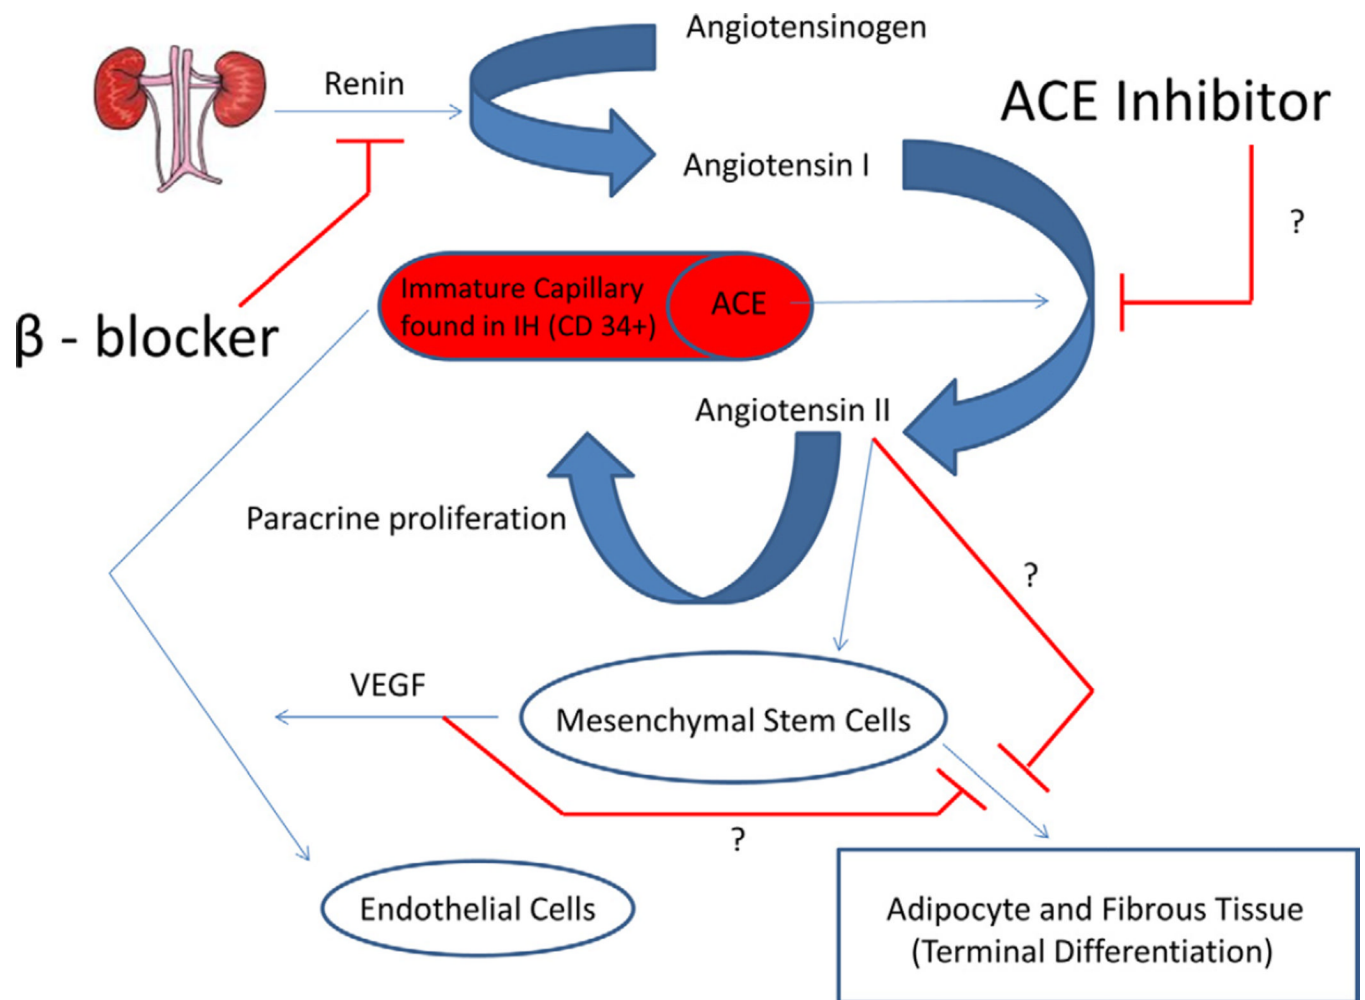 Angiotensinogen
Renin
ACE Inhibitor
Angiotensin I
?
Immature Capillary
found in IH (CD 34+)
ACE
β - blocker
Angiotensin II
Paracrine proliferation
?
VEGF
Mesenchymal Stem Cells
?
Endothelial Cells
Adipocyte and Fibrous Tissue
(Terminal Differentiation)